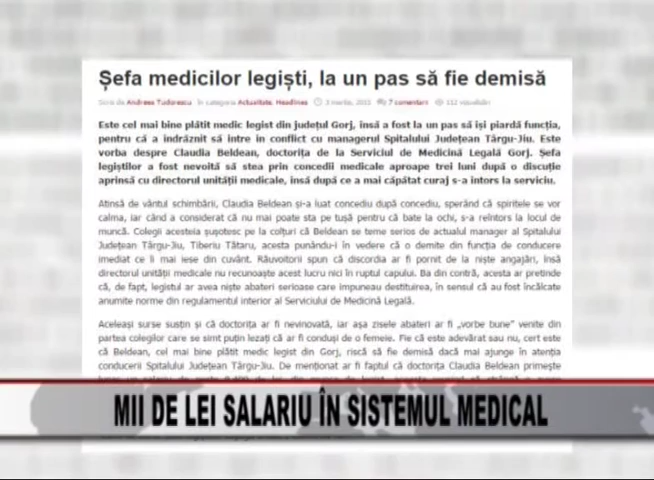 Șefa medicilor legiști, la un pas să fie demisă
Scris de Andreea Tudorescu în categoria Actualitate, Headlines 3 martie, 7 comentarii 112 vizualizări
Este cel mai bine plătit medic legist din județul Gorj, însă a fost la un pas să își piardă funcția,
pentru că a îndrăznit să intre în conflict cu managerul Spitalului Județean Târgu-Jiu. Este
vorba despre Claudia Beldean, doctorița de la Serviciul de Medicină Legală Gorj. Șefa
legiștilor a fost nevoită să stea prin concedii medicale aproape trei luni după o discuție
aprinsă cu directorul unității medicale, însă după ce a mai căpătat curaj s-a întors la serviciu.
Atinsă de vântul schimbării, Claudia Beldean și-a luat concediu după concediu, sperând că spiritele se vor
calma, iar când a considerat că nu mai poate sta pe tușă pentru că bate la ochi, s-a reîntors la locul de
muncă. Colegii acesteia șușotesc pe la colțuri că Beldean se teme serios de actualul manager al Spitalului
Județean Târgu-Jiu, Tiberiu Tătaru, acesta punându-i în vedere că o demite din funcția de conducere
imediat ce îi mai iese din cuvânt. Răuvoitorii spun că discordia ar fi pornit de la niște angajări, însă
directorul unității medicale nu recunoaște acest lucru nici în ruptul capului. Ba din contră, acesta ar pretinde
că, de fapt, legistul ar avea niște abateri serioase care impuneau destituirea, în sensul că au fost încălcate
anumite norme din regulamentul interior al Serviciului de Medicină Legală.
Aceleași surse susțin și că doctorița ar fi nevinovată, iar așa zisele abateri ar fi „vorbe bune” venite din
partea colegilor care se simt puțin lezați că ar fi conduși de o femeie. Fie că este adevărat sau nu, cert este
că Beldean, cel mai bine plătit medic legist din Gorj, riscă să fie demisă dacă mai ajunge în atenția
conducerii Spitalului Județean Târgu-Jiu. De menționat ar fi faptul că doctorița Claudia Beldean primește
MII DE LEI SALARIU ÎN SISTEMUL MEDICAL